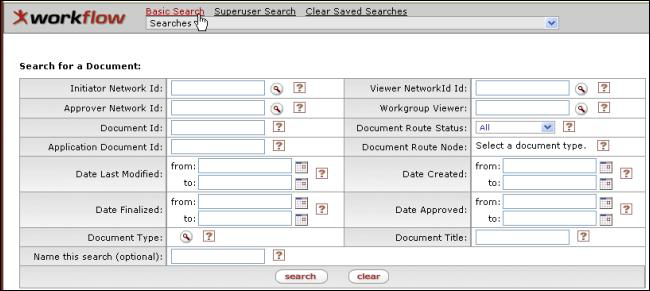 workflow
Basic Search Superuser Search Clear Saved Searches
Searches
Search for a Document:
Initiator Network Id: ? Viewer NetworkId Id: ?
Approver Network Id: ? Workgroup Viewer: ?
Document Id: ? Document Route Status: All ?
Application Document Id: ? Document Route Node: Select a document type. ?
Date Last Modified: from: to: ? Date Created: from: to: ?
Date Finalized: from: to: ? Date Approved: from: to: ?
Document Type: ? Document Title: ?
Name this search (optional): ?
search clear